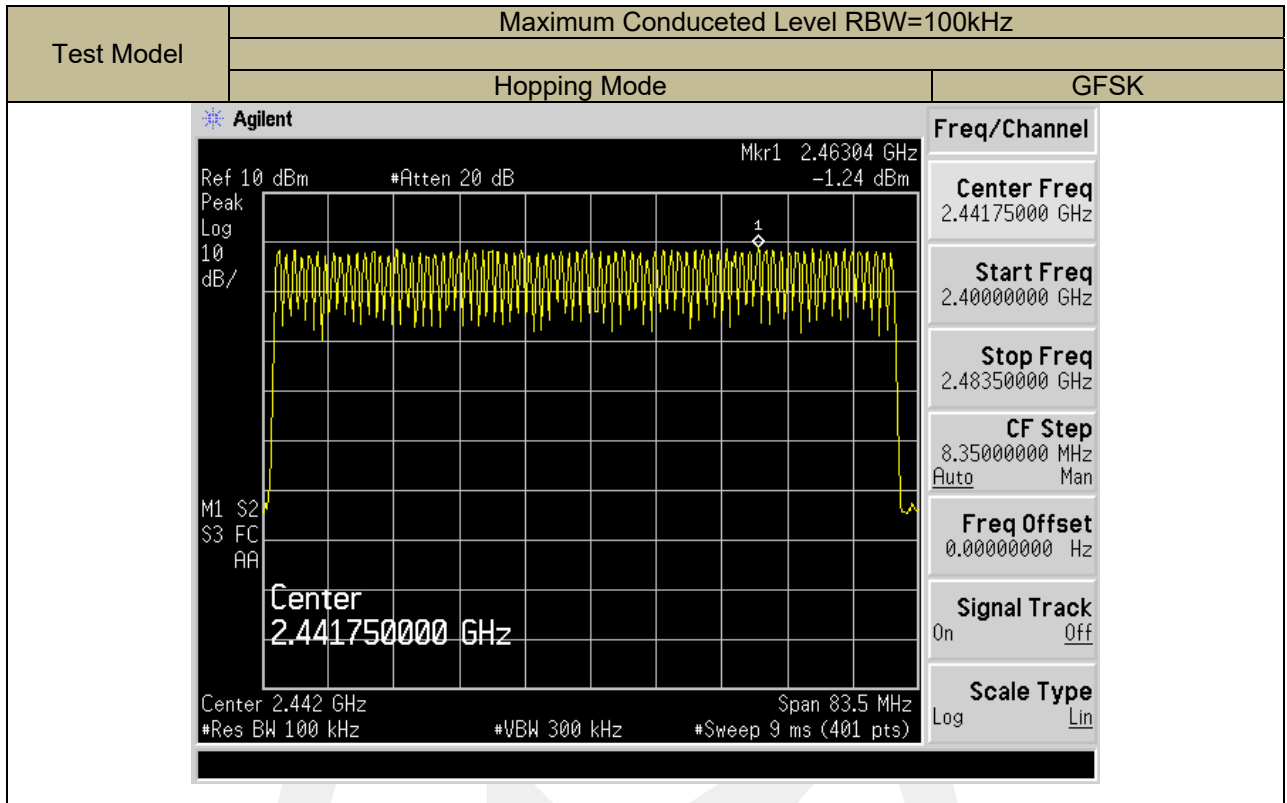 Test Model
Maximum Conduceted Level RBW=100kHz
Hopping Mode
GFSK
Agilent
Mkr1 2.46304 GHz
Ref 10 dBm #Atten 20 dB -1.24 dBm
Peak
Log
10
dB/
1
M1 S2
S3 FC
AA
Center
2.441750000 GHz
Center 2.442 GHz Span 83.5 MHz
#Res BW 100 kHz #VBW 300 kHz #Sweep 9 ms (401 pts)
Freq/Channel
Center Freq
2.44175000 GHz
Start Freq
2.40000000 GHz
Stop Freq
2.48350000 GHz
CF Step
8.35000000 MHz
Auto Man
Freq Offset
0.00000000 Hz
Signal Track
On Off
Scale Type
Log Lin